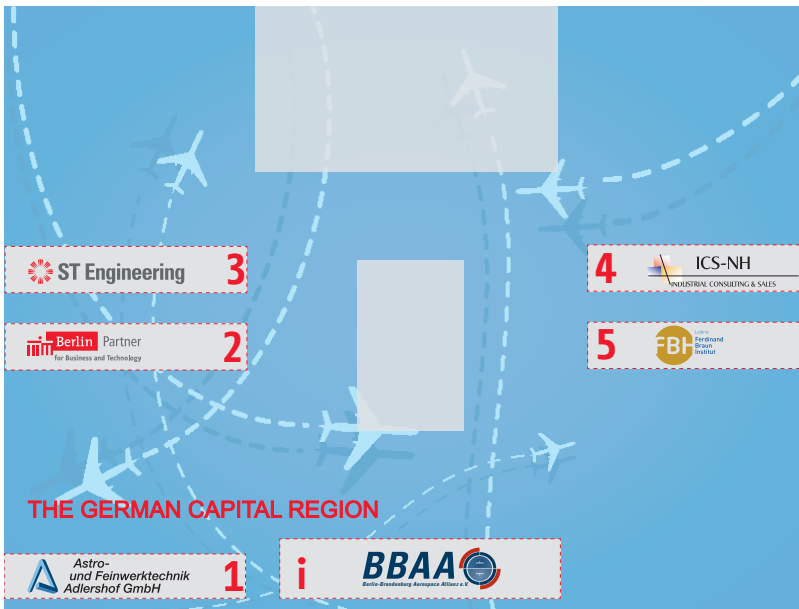 ST Engineering
3
4
ICS-NH
INDUSTRIAL CONSULTING & SALES
Berlin Partner
for Business and Technology
2
5
FBH
Leibniz
Ferdinand
Braun
Institut
THE GERMAN CAPITAL REGION
Astro-
und Feinwerktechnik
Adlershof GmbH
1
i
BBAA
Berlin-Brandenburg Aerospace Allianz e.V.